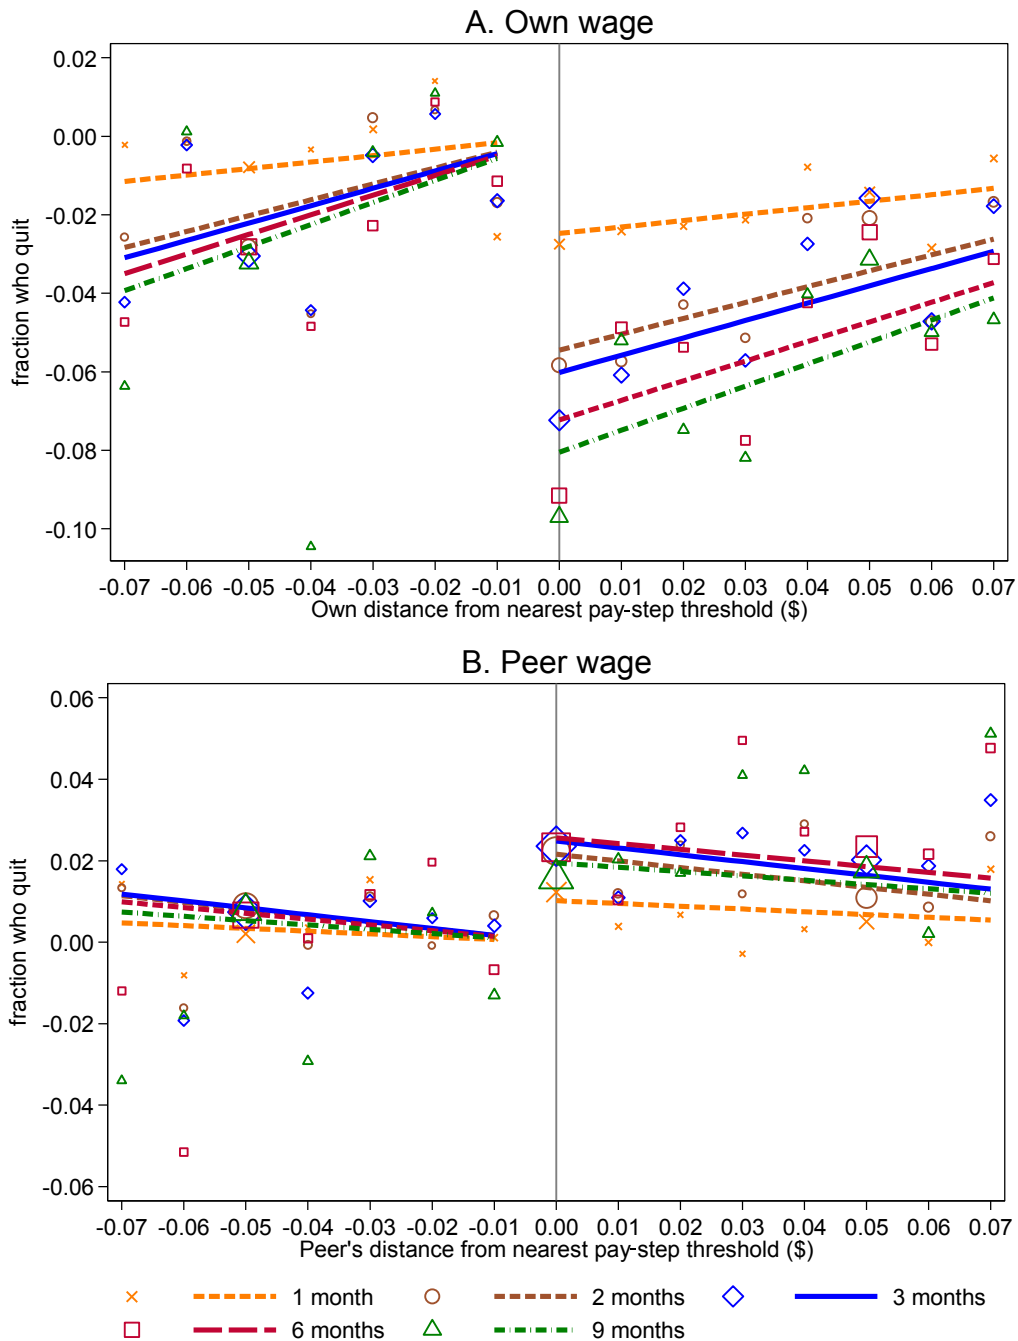 A. Own wage
fraction who quit
0.02
0.00
-0.02
-0.04
-0.06
-0.08
-0.10
-0.07 -0.06 -0.05 -0.04 -0.03 -0.02 -0.01 0.00 0.01 0.02 0.03 0.04 0.05 0.06 0.07
Own distance from nearest pay-step threshold ($)
B. Peer wage
fraction who quit
0.06
0.04
0.02
0.00
-0.02
-0.04
-0.06
-0.07 -0.06 -0.05 -0.04 -0.03 -0.02 -0.01 0.00 0.01 0.02 0.03 0.04 0.05 0.06 0.07
Peer's distance from nearest pay-step threshold ($)
1 month 2 months 3 months
6 months 9 months